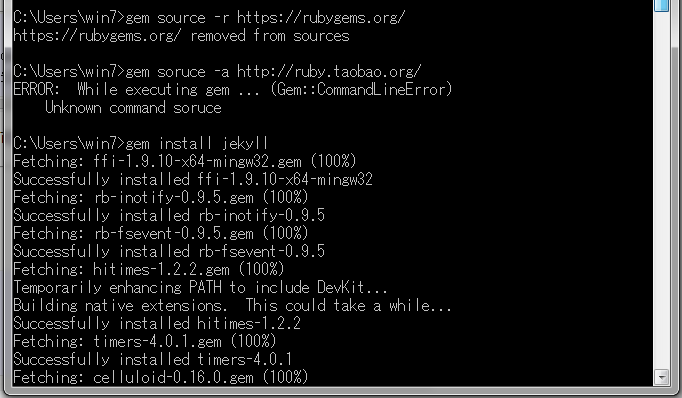 C:\Users\win7>gem source -r https://rubygems.org/
https://rubygems.org/ removed from sources
C:\Users\win7>gem soruce -a http://ruby.taobao.org/
ERROR:  While executing gem ... (Gem::CommandLineError)
    Unknown command soruce
C:\Users\win7>gem install jekyll
Fetching: ffi-1.9.10-x64-mingw32.gem (100%)
Successfully installed ffi-1.9.10-x64-mingw32
Fetching: rb-inotify-0.9.5.gem (100%)
Successfully installed rb-inotify-0.9.5
Fetching: rb-fsevent-0.9.5.gem (100%)
Successfully installed rb-fsevent-0.9.5
Fetching: hitimes-1.2.2.gem (100%)
Temporarily enhancing PATH to include DevKit...
Building native extensions.  This could take a while...
Successfully installed hitimes-1.2.2
Fetching: timers-4.0.1.gem (100%)
Successfully installed timers-4.0.1
Fetching: celluloid-0.16.0.gem (100%)